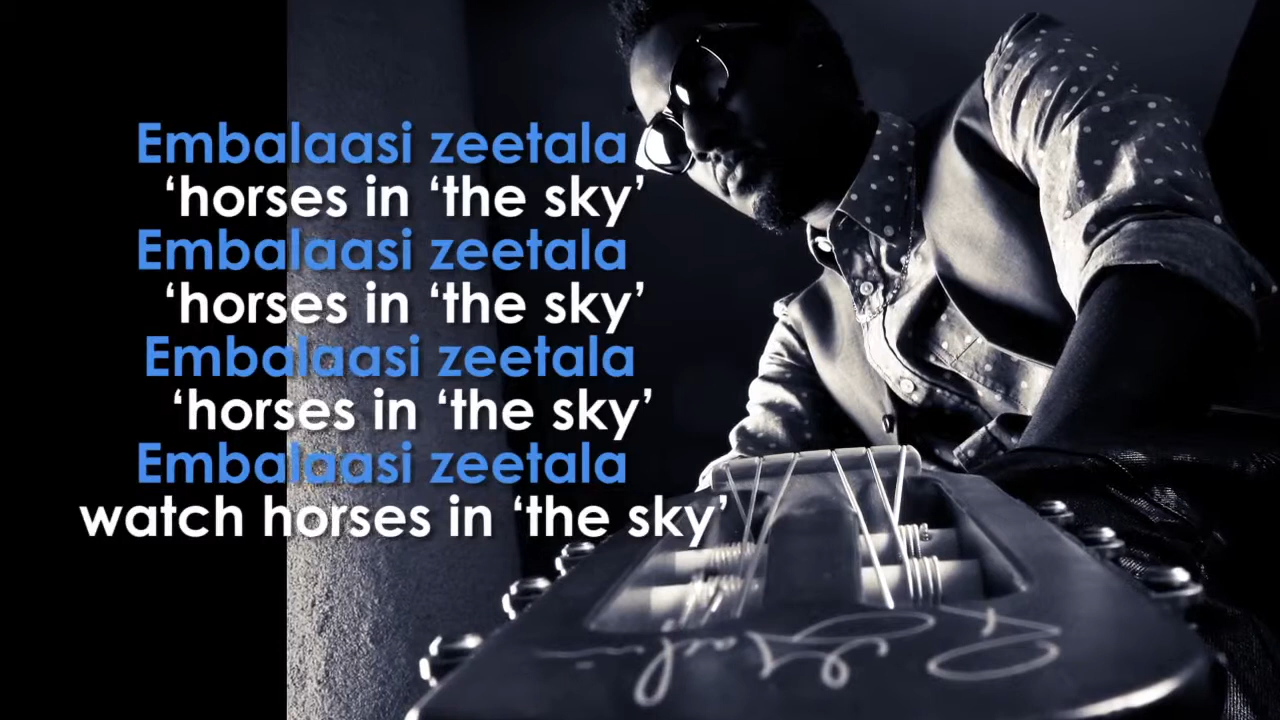 Embalaasi zeetala
‘horses in ‘the sky’
Embalaasi zeetala
‘horses in ‘the sky’
Embalaasi zeetala
‘horses in ‘the sky’
Embalaasi zeetala
watch horses in ‘the sky’